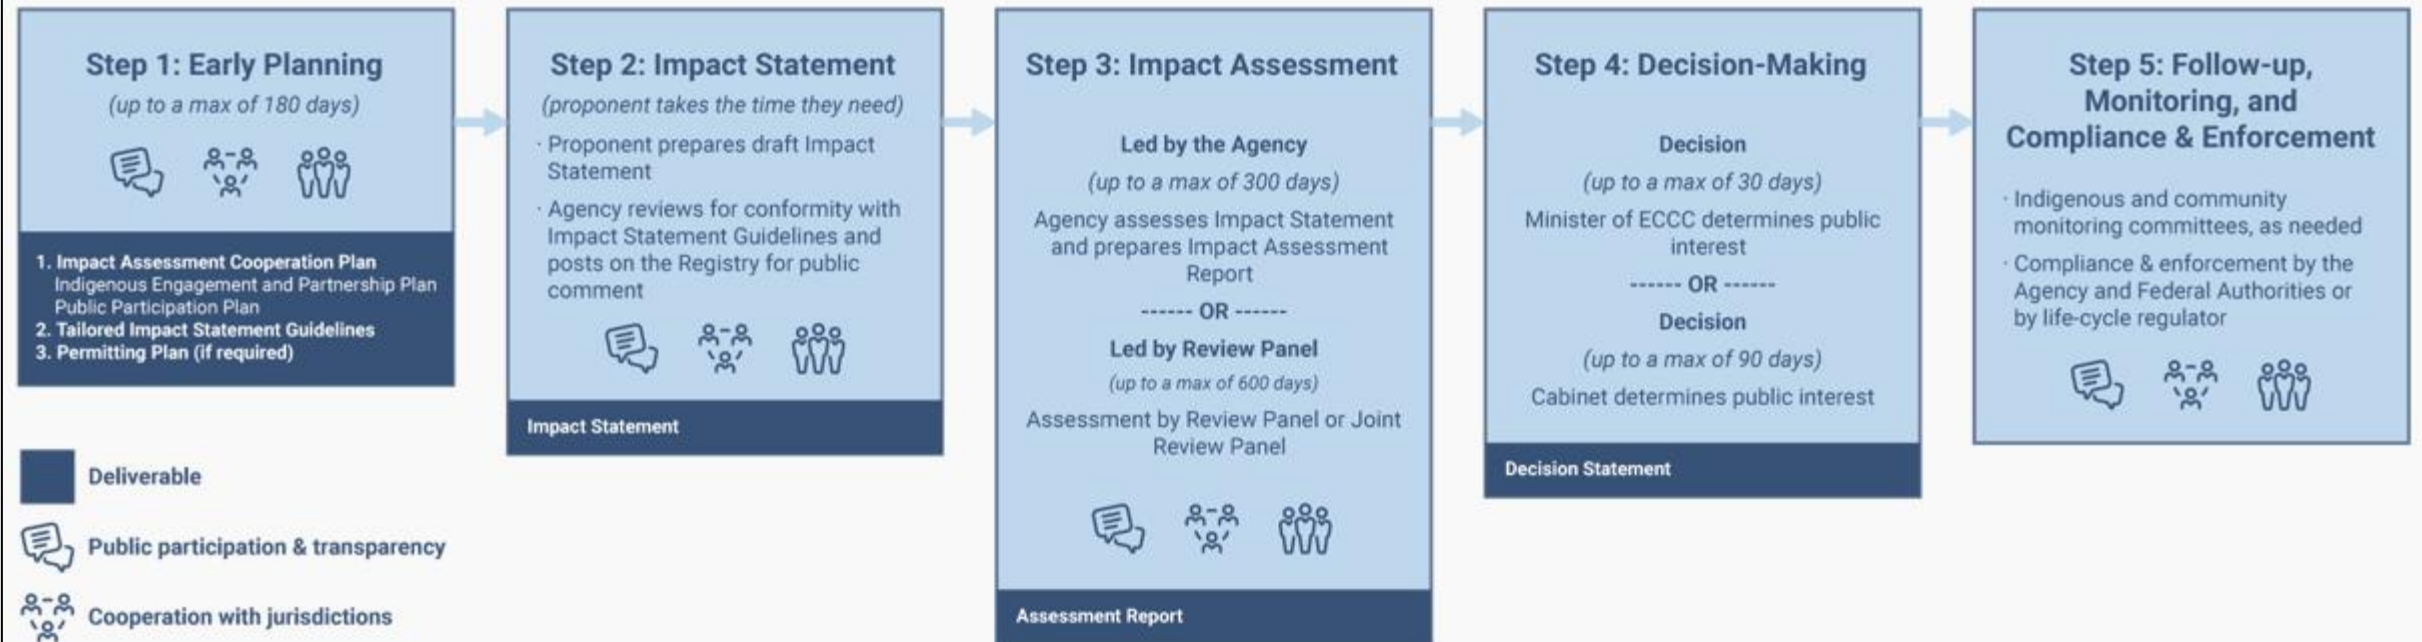 Step 1: Early Planning
(up to a max of 180 days)
1. Impact Assessment Cooperation Plan
Indigenous Engagement and Partnership Plan
Public Participation Plan
2. Tailored Impact Statement Guidelines
3. Permitting Plan (if required)
Step 2: Impact Statement
(proponent takes the time they need)
· Proponent prepares draft Impact
Statement
· Agency reviews for conformity with
Impact Statement Guidelines and
posts on the Registry for public
comment
Impact Statement
Step 3: Impact Assessment
Led by the Agency
(up to a max of 300 days)
Agency assesses Impact Statement
and prepares Impact Assessment
Report
------ OR ------
Led by Review Panel
(up to a max of 600 days)
Assessment by Review Panel or Joint
Review Panel
Assessment Report
Step 4: Decision-Making
Decision
(up to a max of 30 days)
Minister of ECCC determines public
interest
------ OR ------
Decision
(up to a max of 90 days)
Cabinet determines public interest
Decision Statement
Step 5: Follow-up,
Monitoring, and
Compliance & Enforcement
· Indigenous and community
monitoring committees, as needed
· Compliance & enforcement by the
Agency and Federal Authorities or
by life-cycle regulator
Deliverable
Public participation & transparency
Cooperation with jurisdictions